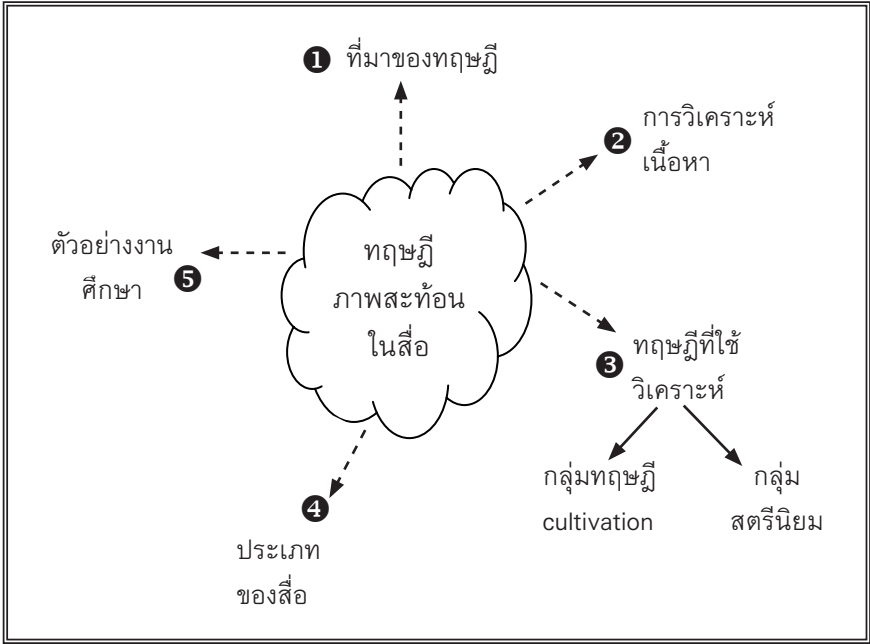 ❶ ที่มาของทฤษฎี
❷ การวิเคราะห์
เนื้อหา
ทฤษฎี
ภาพสะท้อน
ในสื่อ
❸ ทฤษฎีที่ใช้
วิเคราะห์
กลุ่มทฤษฎี
cultivation
กลุ่ม
สตรีนิยม
❹
ประเภท
ของสื่อ
ตัวอย่างงาน
ศึกษา ❺